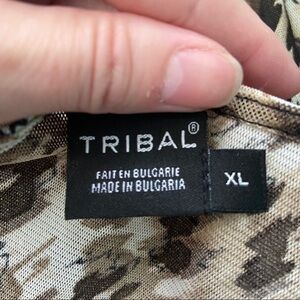 TRIBAL®
FAIT EN BULGARIE
MADE IN BULGARIA
XL